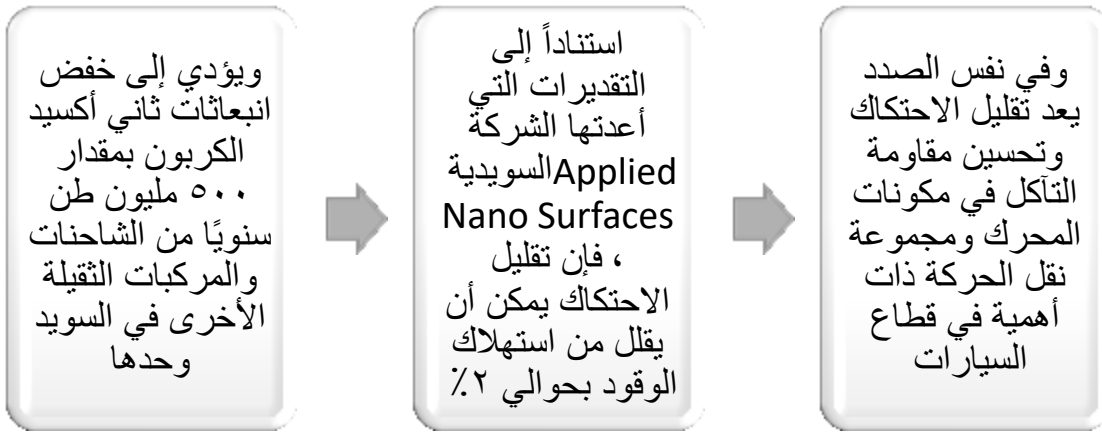 وفي نفس الصدد
يعد تقليل الاحتكاك
وتحسين مقاومة
التآكل في مكونات
المحرك ومجموعة
نقل الحركة ذات
أهمية في قطاع
السيارات
استناداً إلى
التقديرات التي
أعدتها الشركة
السويديةApplied
Nano Surfaces
، فإن تقليل
الاحتكاك يمكن أن
يقلل من استهلاك
الوقود بحوالي ٢٪
ويؤدي إلى خفض
انبعاثات ثاني أكسيد
الكربون بمقدار
٥٠٠ مليون طن
سنويًا من الشاحنات
والمركبات الثقيلة
الأخرى في السويد
وحدها